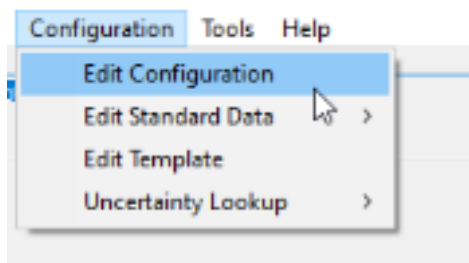 Configuration Tools Help
Edit Configuration
Edit Standard Data
Edit Template
Uncertainty Lookup